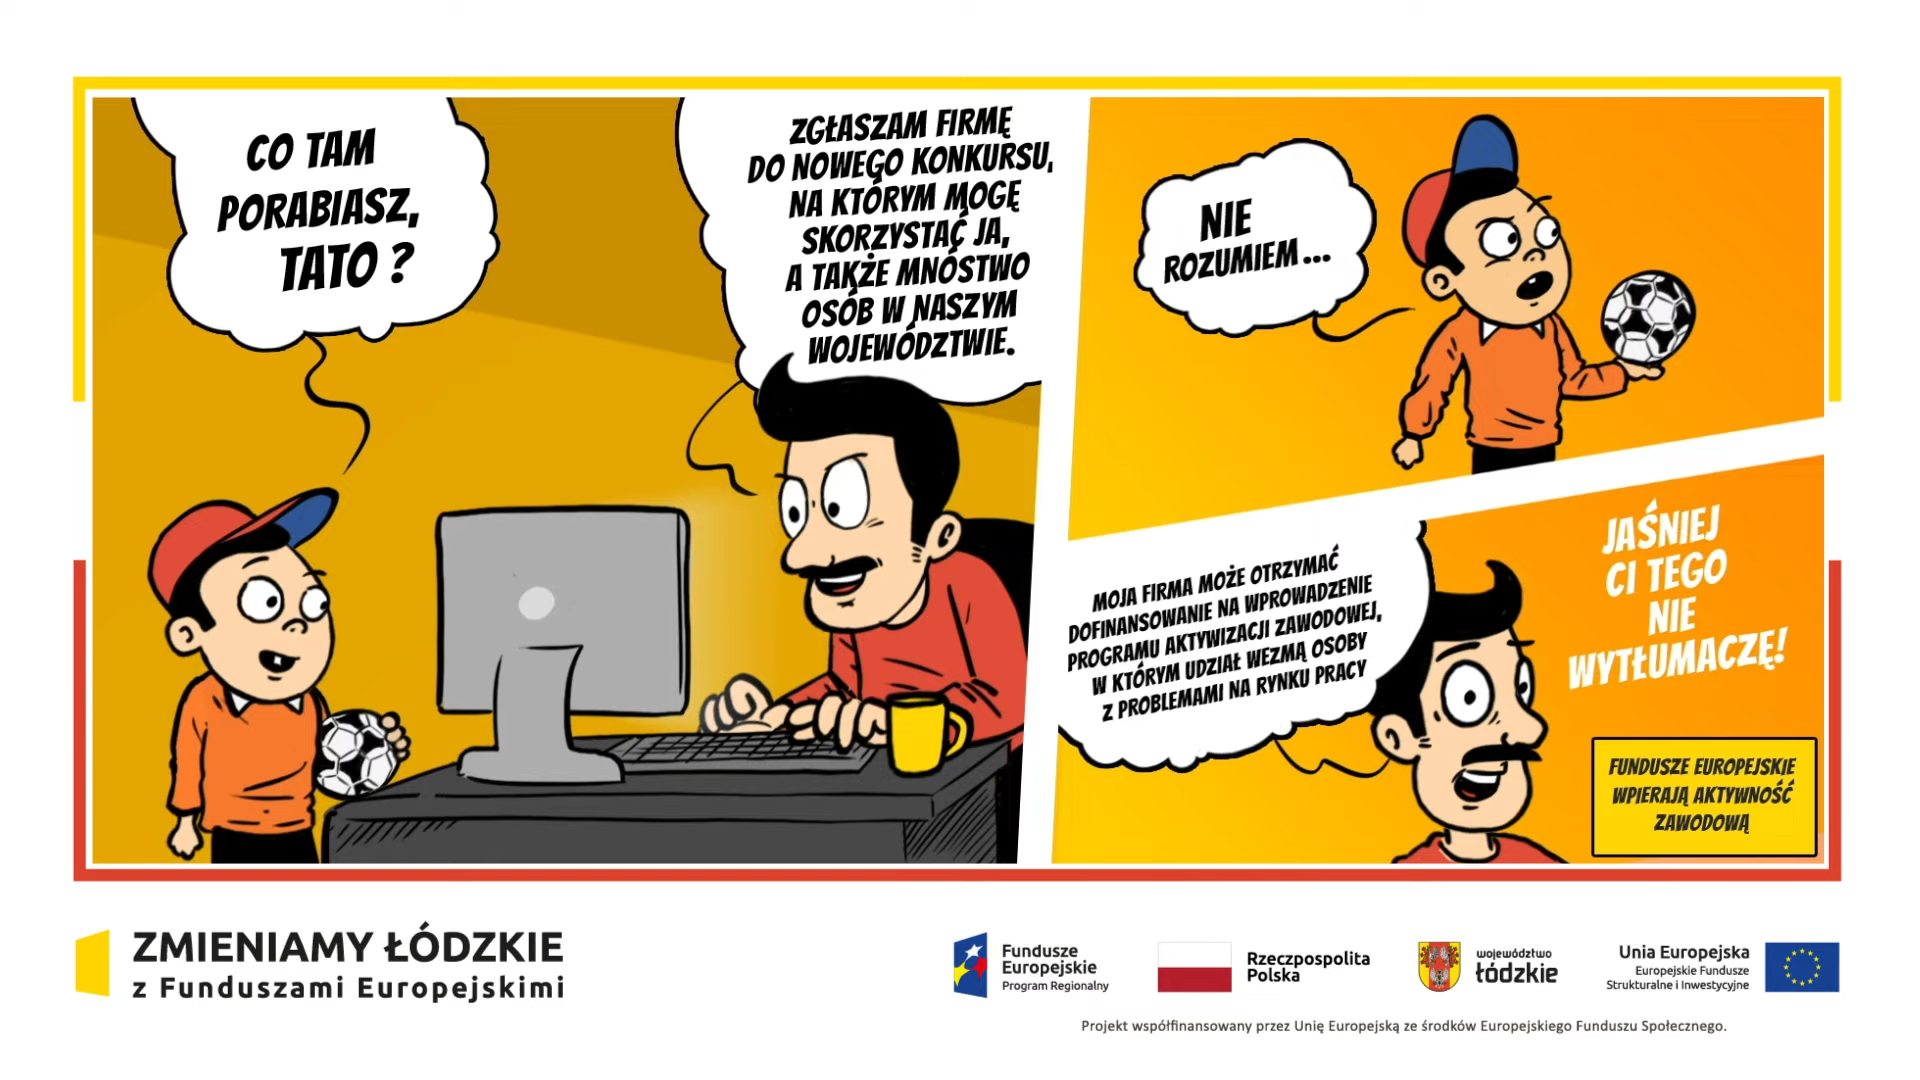 CO TAM
PORABIASZ,
TATO ?
ZGŁASZAM FIRMĘ
DO NOWEGO KONKURSU,
NA KTÓRYM MOGĘ
SKORZYSTAĆ JA,
A TAKŻE MNÓSTWO
OSÓB W NASZYM
WOJEWÓDZTWIE.
NIE
ROZUMIEM ...
MOJA FIRMA MOŻE OTRZYMAĆ
DOFINANSOWANIE NA WPROWADZENIE
PROGRAMU AKTYWIZACJI ZAWODOWEJ,
W KTÓRYM UDZIAŁ WEZMĄ OSOBY
Z PROBLEMAMI NA RYNKU PRACY
JAŚNIEJ
CI TEGO
NIE
WYTŁUMACZĘ!
FUNDUSZE EUROPEJSKIE
WPIERAJĄ AKTYWNOŚĆ
ZAWODOWĄ
ZMIENIAMY ŁÓDZKIE
z Funduszami Europejskimi
Fundusze
Europejskie
Program Regionalny
Rzeczpospolita
Polska
województwo
łódzkie
Unia Europejska
Europejskie Fundusze
Strukturalne i Inwestycyjne
Projekt współfinansowany przez Unię Europejską ze środków Europejskiego Funduszu Społecznego.